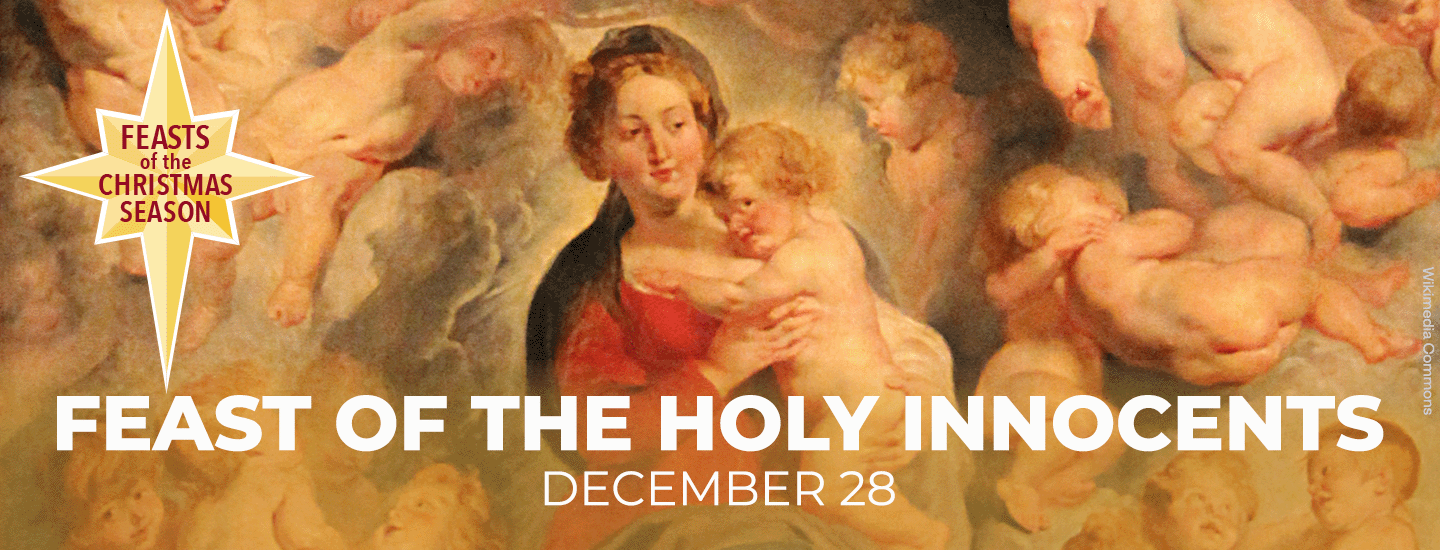 FEASTS
of the
CHRISTMAS
SEASON
FEAST OF THE HOLY INNOCENTS
DECEMBER 28
Wikimedia Commons